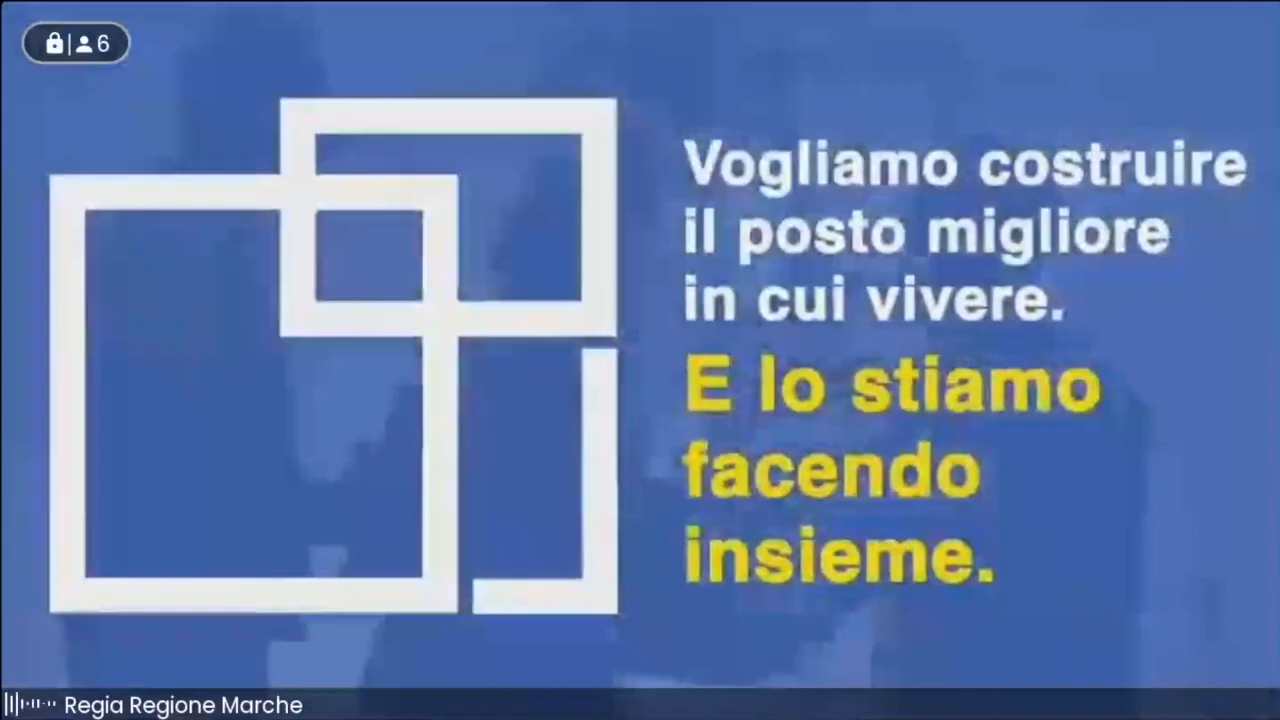 6
Vogliamo costruire
il posto migliore
in cui vivere.
E lo stiamo
facendo
insieme.
Regia Regione Marche